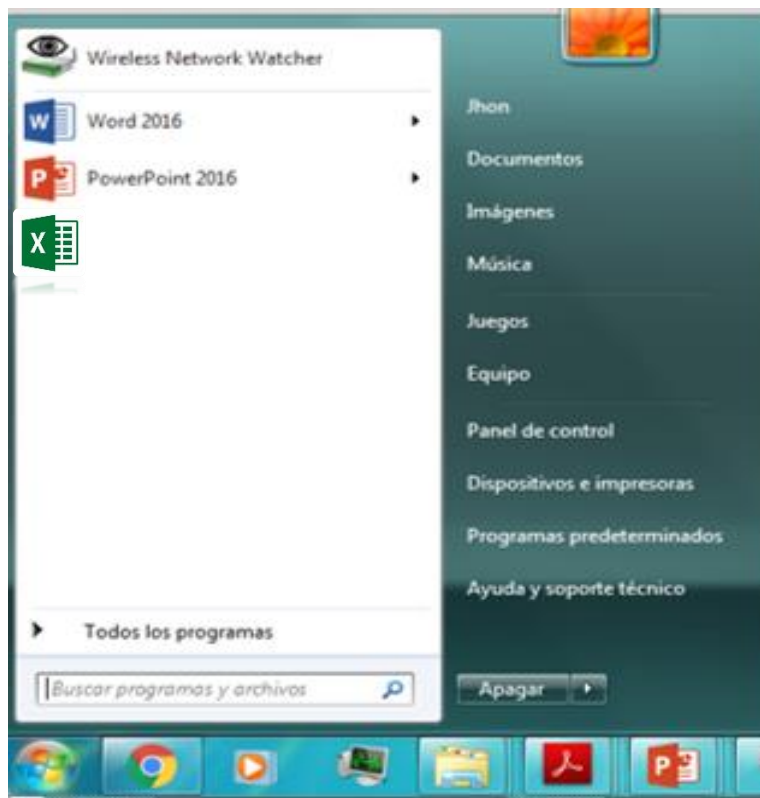 Wireless Network Watcher
Word 2016
PowerPoint 2016
Todos los programas
Buscar programas y archivos
Jhon
Documentos
Imágenes
Música
Juegos
Equipo
Panel de control
Dispositivos e impresoras
Programas predeterminados
Ayuda y soporte técnico
Apagar